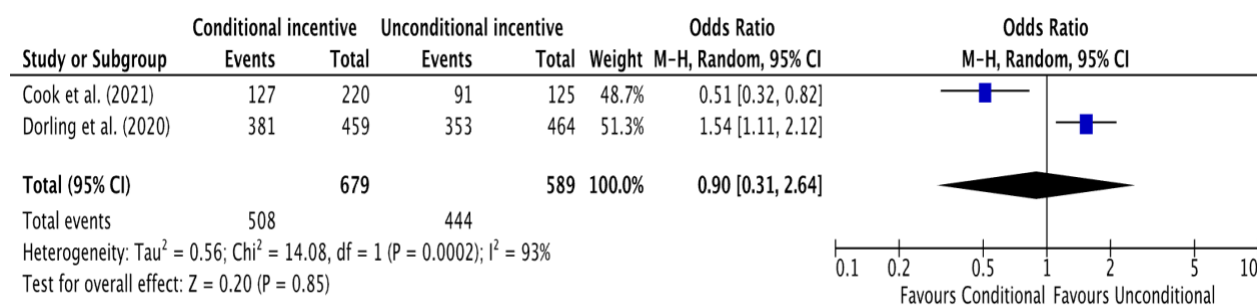 Conditional incentive Unconditional incentive Odds Ratio Odds Ratio
Study or Subgroup Events Total Events Total Weight M-H, Random, 95% CI M-H, Random, 95% CI
Cook et al. (2021) 127 220 91 125 48.7% 0.51 [0.32, 0.82]
Dorling et al. (2020) 381 459 353 464 51.3% 1.54 [1.11, 2.12]
Total (95% CI) 679 589 100.0% 0.90 [0.31, 2.64]
Total events 508 444
Heterogeneity: Tau² = 0.56; Chi² = 14.08, df = 1 (P = 0.0002); I² = 93%
Test for overall effect: Z = 0.20 (P = 0.85)
0.1 0.2 0.5 1 2 5 10
Favours Conditional Favours Unconditional